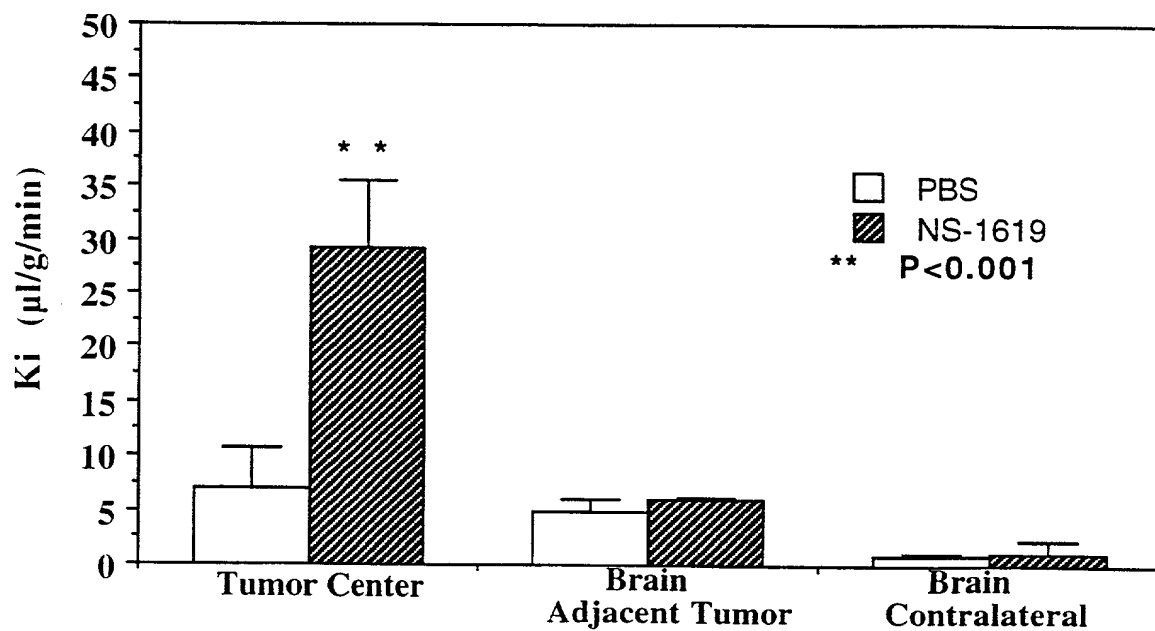 50
45
40
35
30
25
20
15
10
5
0
Ki (µl/g/min)
* *
PBS
NS-1619
** P<0.001
Tumor Center
Brain
Adjacent Tumor
Brain
Contralateral